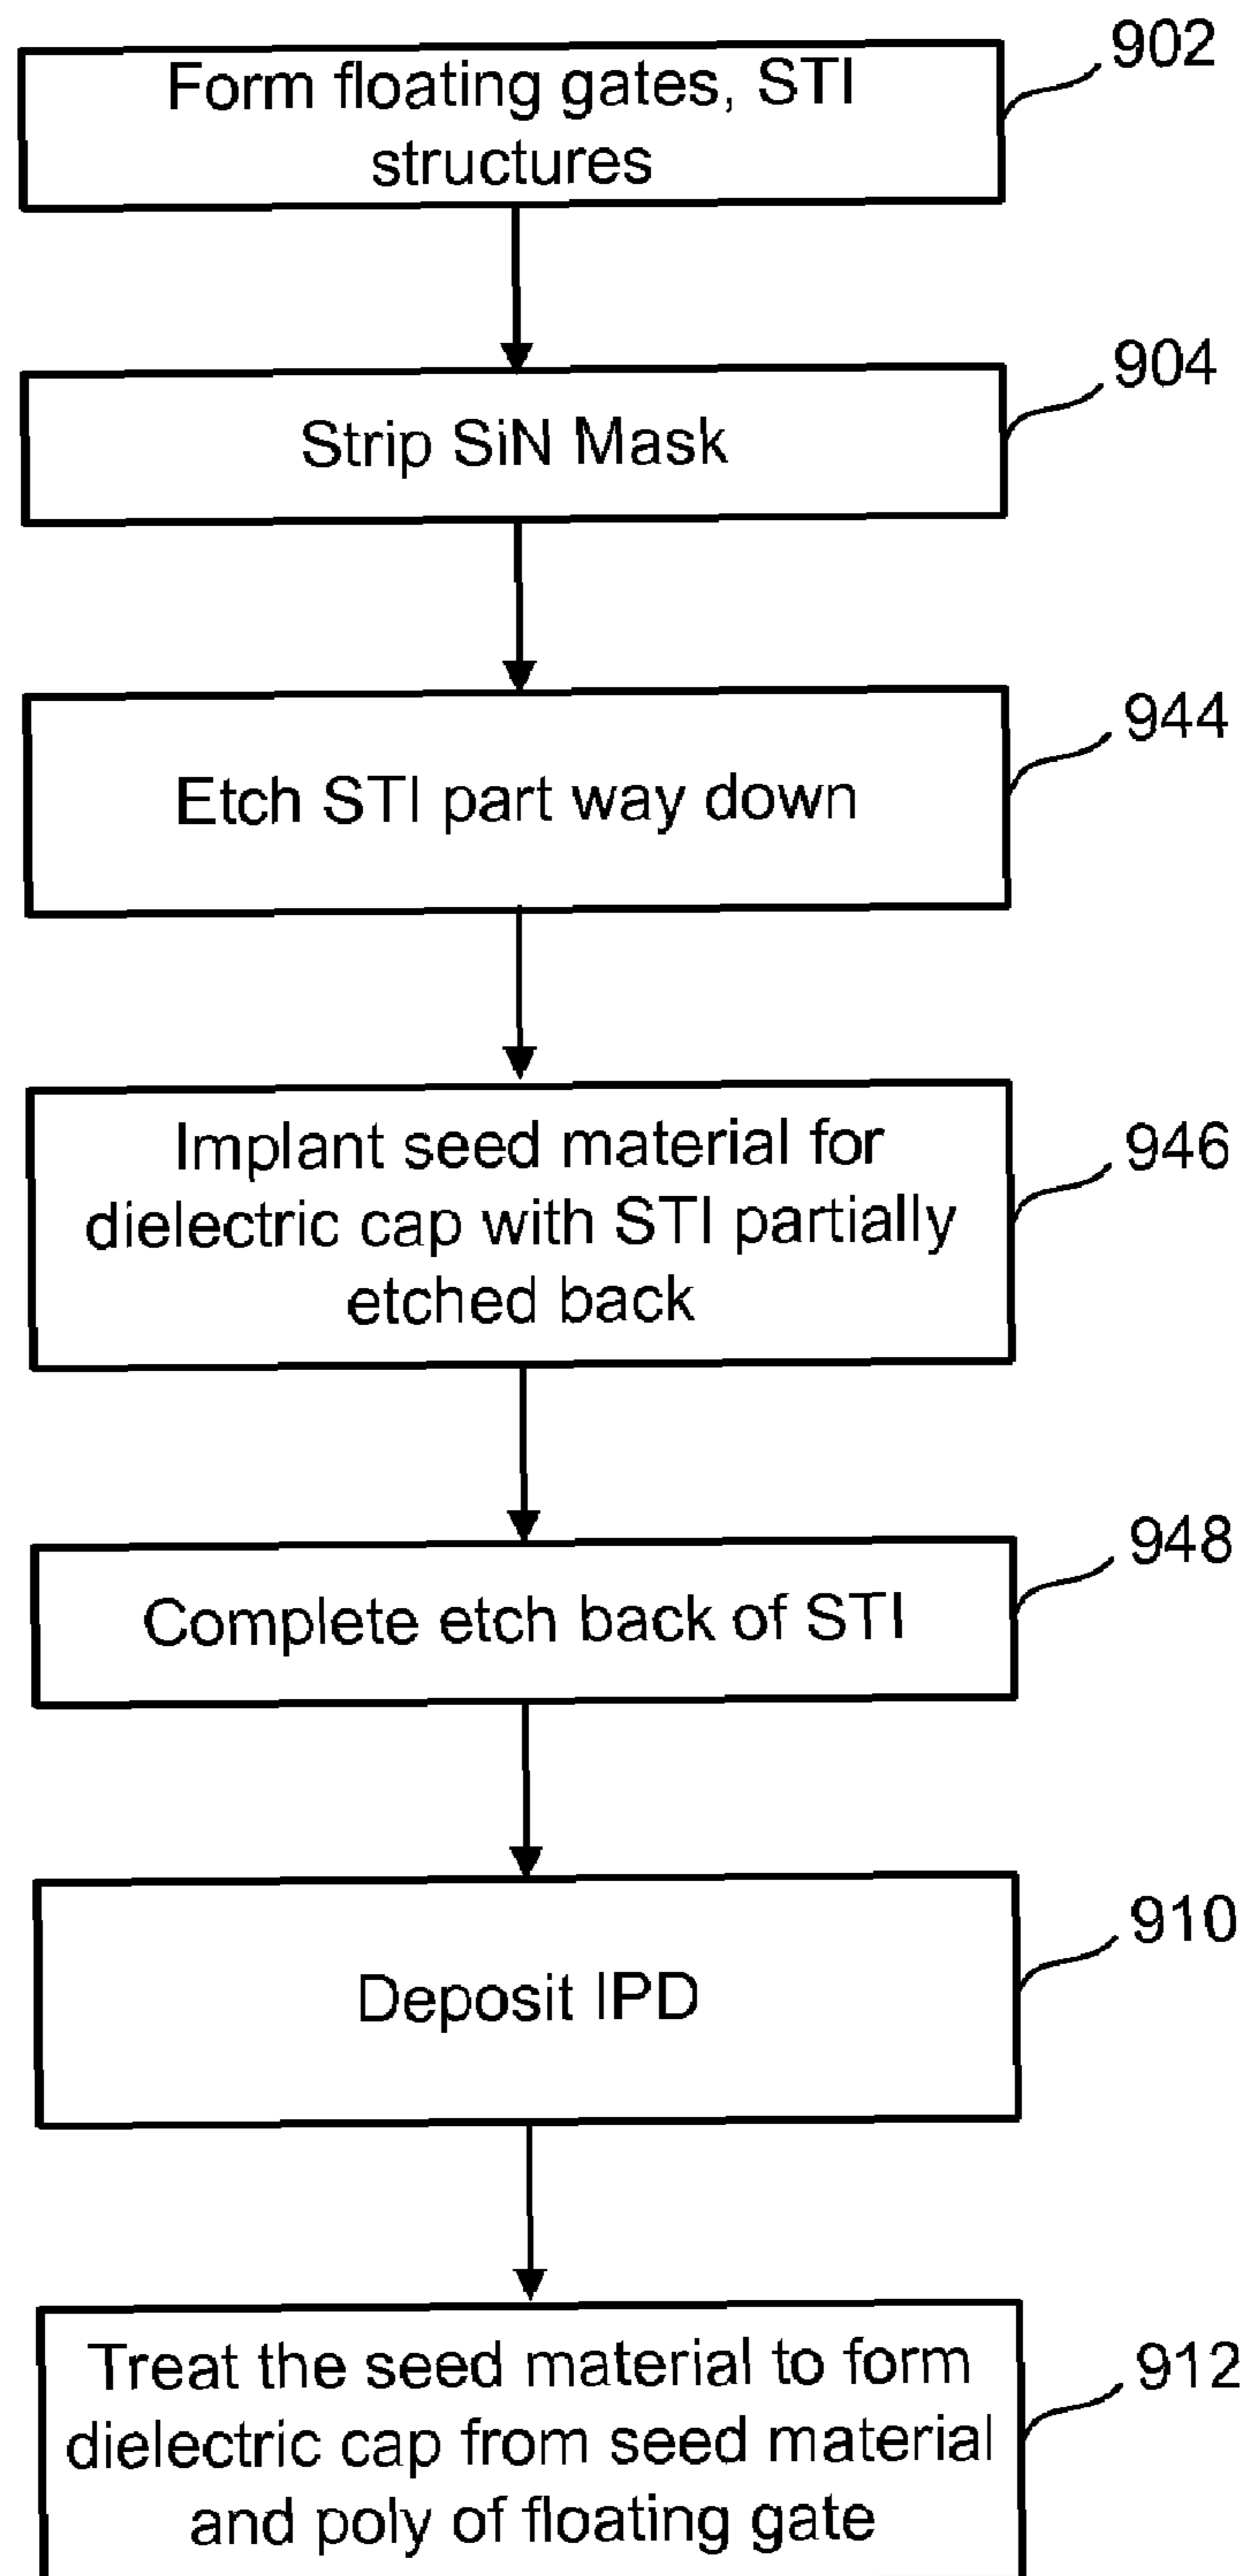 902
Form floating gates, STI
structures
904
Strip SiN Mask
944
Etch STI part way down
946
Implant seed material for
dielectric cap with STI partially
etched back
948
Complete etch back of STI
910
Deposit IPD
912
Treat the seed material to form
dielectric cap from seed material
and poly of floating gate